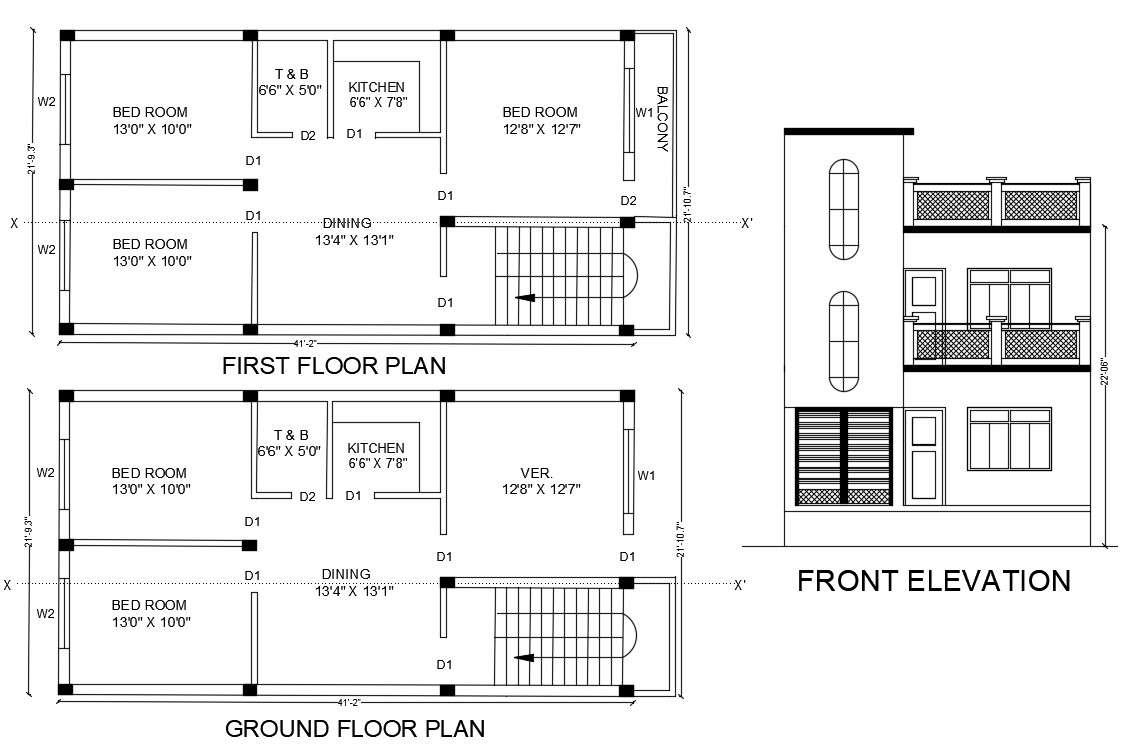 T & B
6'6" X 5'0"
KITCHEN
6'6" X 7'8"
W2
BED ROOM
13'0" X 10'0"
BED ROOM
12'8" X 12'7"
W1
BALCONY
D2
D1
21'-9.3"
D1
D1
D1
D2
21'-10.7"
X
X'
DINING
13'4" X 13'1"
W2
BED ROOM
13'0" X 10'0"
D1
41'-2"
FIRST FLOOR PLAN
T & B
6'6" X 5'0"
KITCHEN
6'6" X 7'8"
W2
BED ROOM
13'0" X 10'0"
VER.
12'8" X 12'7"
W1
D2
D1
21'-9.3"
D1
D1
D1
D1
21'-10.7"
X
X'
DINING
13'4" X 13'1"
W2
BED ROOM
13'0" X 10'0"
D1
41'-2"
GROUND FLOOR PLAN
22'-06"
FRONT ELEVATION